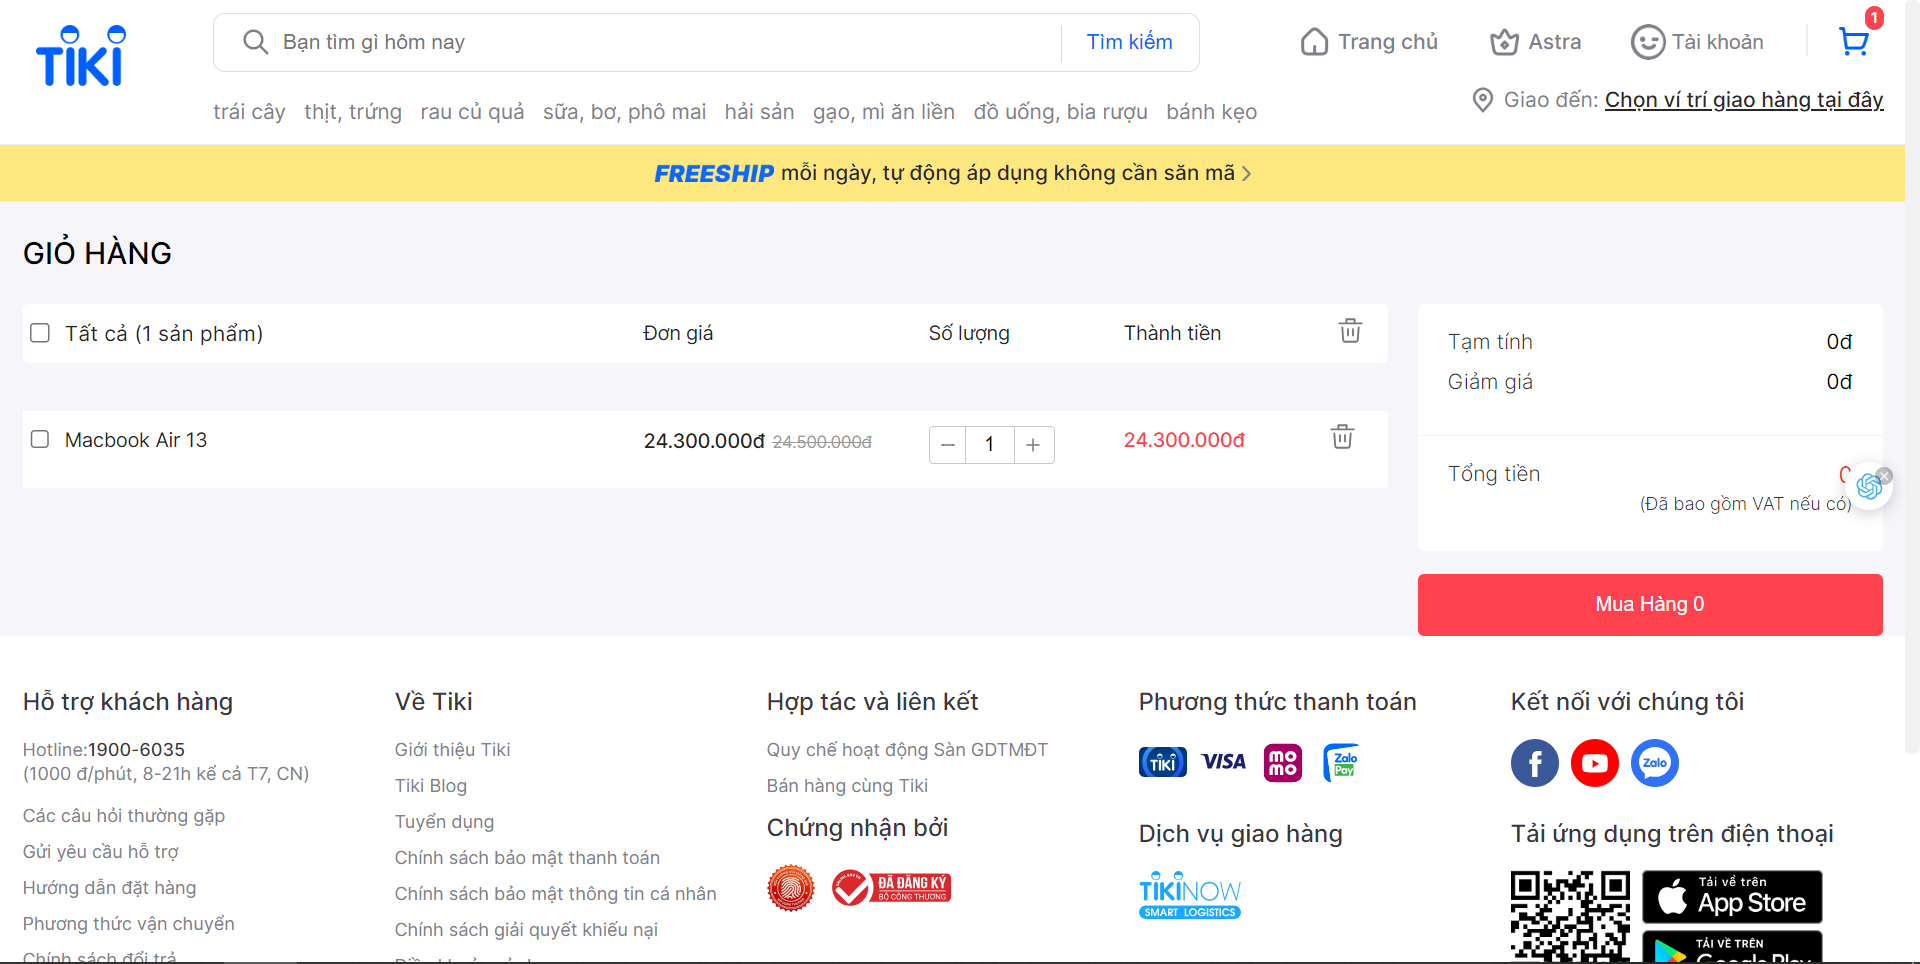 TIKI
Bạn tìm gì hôm nay
Tìm kiếm
Trang chủ
Astra
Tài khoản
1
trái cây thịt, trứng rau củ quả sữa, bơ, phô mai hải sản gạo, mì ăn liền đồ uống, bia rượu bánh kẹo
Giao đến: Chọn ví trí giao hàng tại đây
FREESHIP mỗi ngày, tự động áp dụng không cần săn mã
GIỎ HÀNG
Tất cả (1 sản phẩm) Đơn giá Số lượng Thành tiền
Macbook Air 13 24.300.000đ 24.500.000đ 1 24.300.000đ
Tạm tính 0đ
Giảm giá 0đ
Tổng tiền 0
(Đã bao gồm VAT nếu có)
Mua Hàng 0
Hỗ trợ khách hàng
Hotline:1900-6035
(1000 đ/phút, 8-21h kể cả T7, CN)
Các câu hỏi thường gặp
Gửi yêu cầu hỗ trợ
Hướng dẫn đặt hàng
Phương thức vận chuyển
Chính sách đổi trả
Về Tiki
Giới thiệu Tiki
Tiki Blog
Tuyển dụng
Chính sách bảo mật thanh toán
Chính sách bảo mật thông tin cá nhân
Chính sách giải quyết khiếu nại
Hợp tác và liên kết
Quy chế hoạt động Sàn GDTMĐT
Bán hàng cùng Tiki
Chứng nhận bởi
ĐÃ ĐĂNG KÝ
BỘ CÔNG THƯƠNG
Phương thức thanh toán
TIKI
VISA
mo
mo
Zalo
Pay
Dịch vụ giao hàng
TIKINOW
SMART LOGISTICS
Kết nối với chúng tôi
f
Zalo
Tải ứng dụng trên điện thoại
Tải về trên
App Store
TẢI VỀ TRÊN
Google Play